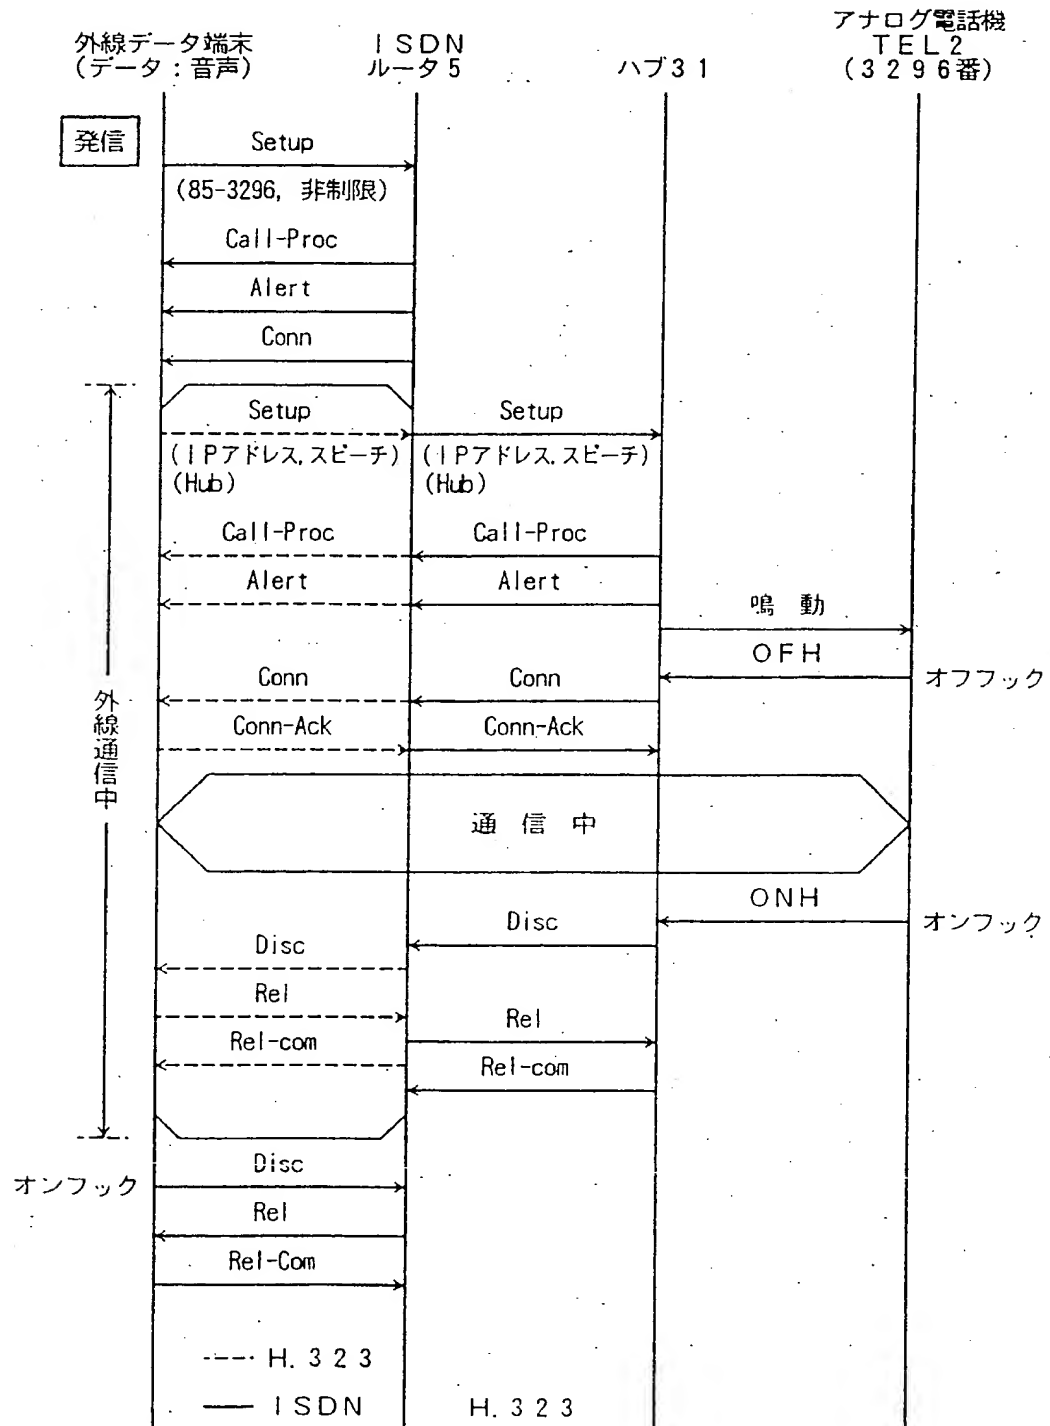 外線データ端末
(データ:音声)
ISDN
ルータ5
ハブ31
アナログ電話機
TEL2
(3296番)
発信
Setup
(85-3296, 非制限)
Call-Proc
Alert
Conn
Setup
Setup
(IPアドレス,スピーチ)
(IPアドレス,スピーチ)
(Hub)
(Hub)
Call-Proc
Call-Proc
Alert
Alert
鳴 動
OFH
オフフック
Conn
Conn
Conn-Ack
Conn-Ack
外線通信中
通 信 中
ONH
オンフック
Disc
Disc
Rel
Rel
Rel-com
Rel-com
Disc
オンフック
Rel
Rel-Com
H.323
ISDN
H.323